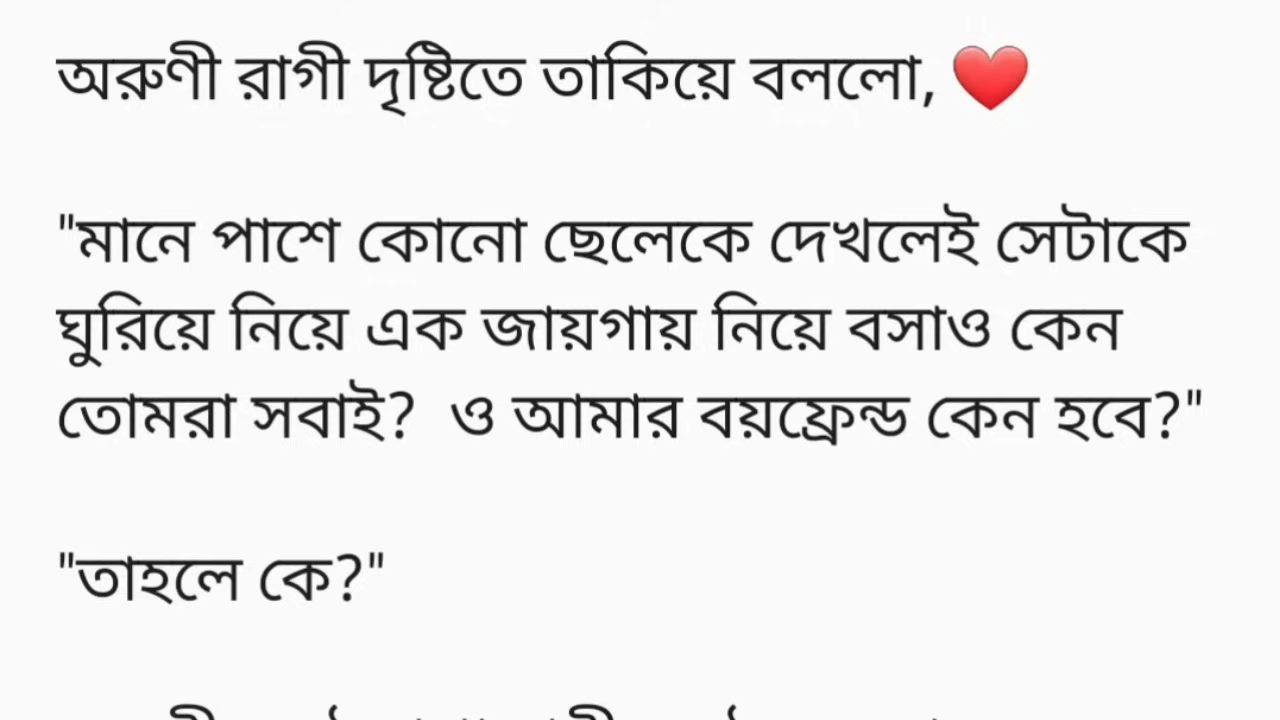 অরুণী রাগী দৃষ্টিতে তাকিয়ে বললো, ❤️
"মানে পাশে কোনো ছেলেকে দেখলেই সেটাকে
ঘুরিয়ে নিয়ে এক জায়গায় নিয়ে বসাও কেন
তোমরা সবাই? ও আমার বয়ফ্রেন্ড কেন হবে?"
"তাহলে কে?"